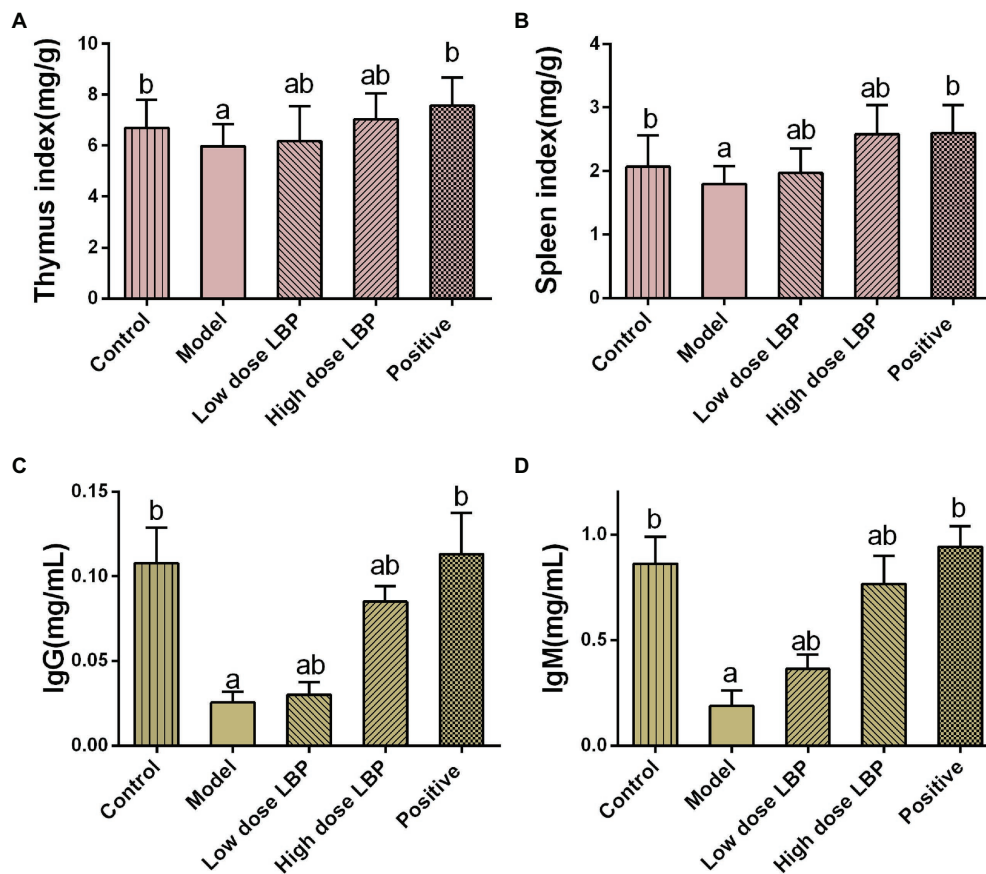 A
Thymus index(mg/g)
10
8
6
4
2
0
b
a
ab
ab
b
Control
Model
Low dose LBP
High dose LBP
Positive
B
Spleen index(mg/g)
4
3
2
1
0
b
a
ab
ab
b
Control
Model
Low dose LBP
High dose LBP
Positive
C
IgG(mg/mL)
0.15
0.10
0.05
0.00
b
a
ab
ab
b
Control
Model
Low dose LBP
High dose LBP
Positive
D
IgM(mg/mL)
1.0
0.5
0.0
b
a
ab
ab
b
Control
Model
Low dose LBP
High dose LBP
Positive